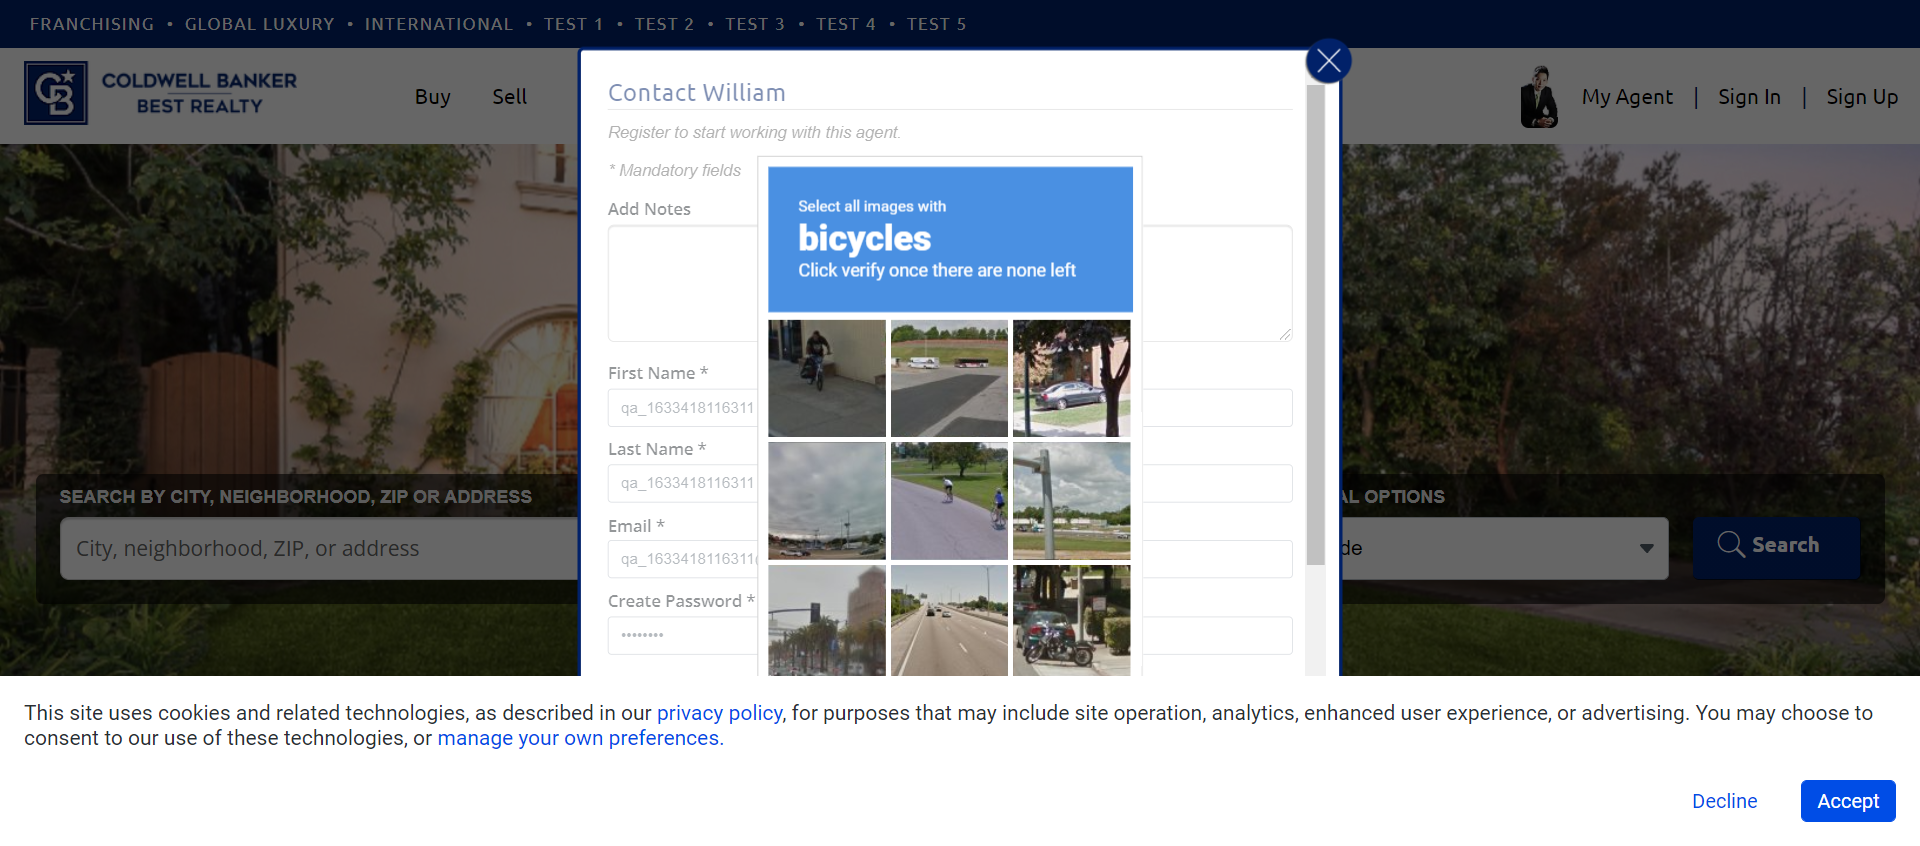 FRANCHISING • GLOBAL LUXURY • INTERNATIONAL • TEST 1 • TEST 2 • TEST 3 • TEST 4 • TEST 5
CB
COLDWELL BANKER
BEST REALTY
Buy
Sell
My Agent | Sign In | Sign Up
Contact William
Register to start working with this agent.
* Mandatory fields
Add Notes
Select all images with
bicycles
Click verify once there are none left
First Name *
qa_1633418116311
Last Name *
qa_1633418116311
Email *
qa_1633418116311
Create Password *
••••••••
SEARCH BY CITY, NEIGHBORHOOD, ZIP OR ADDRESS
City, neighborhood, ZIP, or address
AL OPTIONS
de
Search
This site uses cookies and related technologies, as described in our privacy policy, for purposes that may include site operation, analytics, enhanced user experience, or advertising. You may choose to
consent to our use of these technologies, or manage your own preferences.
Decline
Accept